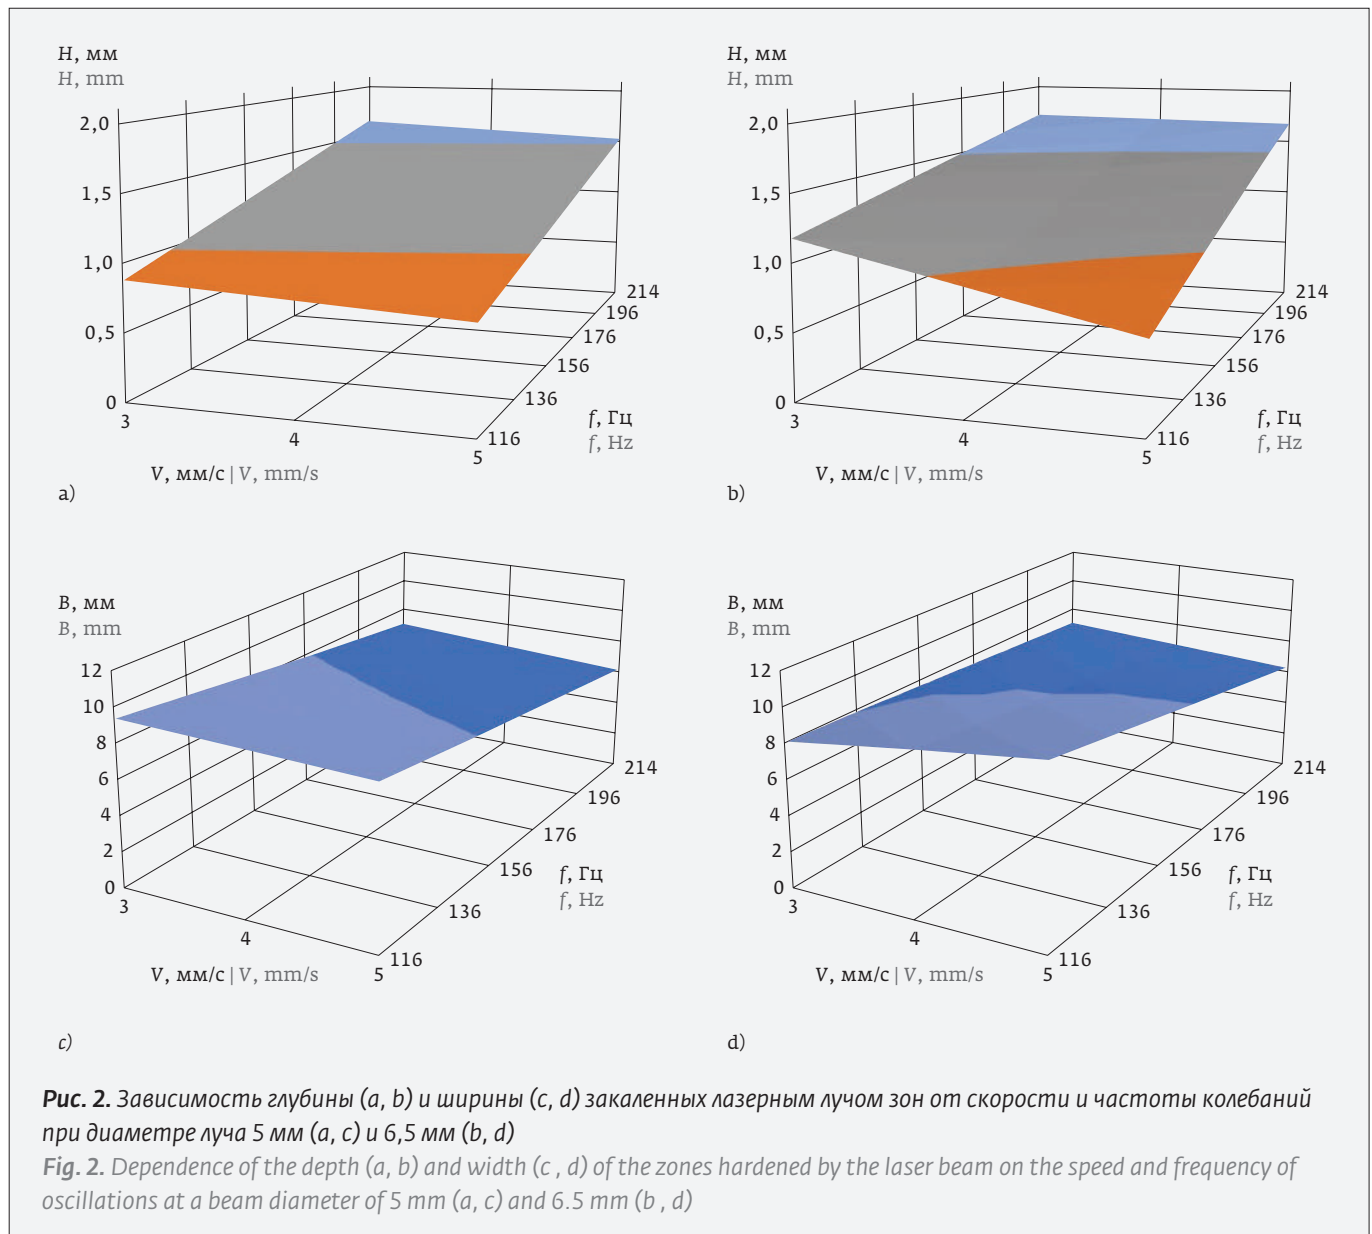 H, мм
H, mm
2,0
1,5
1,0
0,5
0
3
4
5
116
136
156
176
196
214
f, Гц
f, Hz
V, мм/с | V, mm/s
a)
H, мм
H, mm
2,0
1,5
1,0
0,5
0
3
4
5
116
136
156
176
196
214
f, Гц
f, Hz
V, мм/с | V, mm/s
b)
B, мм
B, mm
12
10
8
6
4
2
0
3
4
5
116
136
156
176
196
214
f, Гц
f, Hz
V, мм/с | V, mm/s
c)
B, мм
B, mm
12
10
8
6
4
2
0
3
4
5
116
136
156
176
196
214
f, Гц
f, Hz
V, мм/с | V, mm/s
d)
Рис. 2. Зависимость глубины (a, b) и ширины (c, d) закаленных лазерным лучом зон от скорости и частоты колебаний
при диаметре луча 5 мм (a, c) и 6,5 мм (b, d)
Fig. 2. Dependence of the depth (a, b) and width (c , d) of the zones hardened by the laser beam on the speed and frequency of
oscillations at a beam diameter of 5 mm (a, c) and 6.5 mm (b , d)